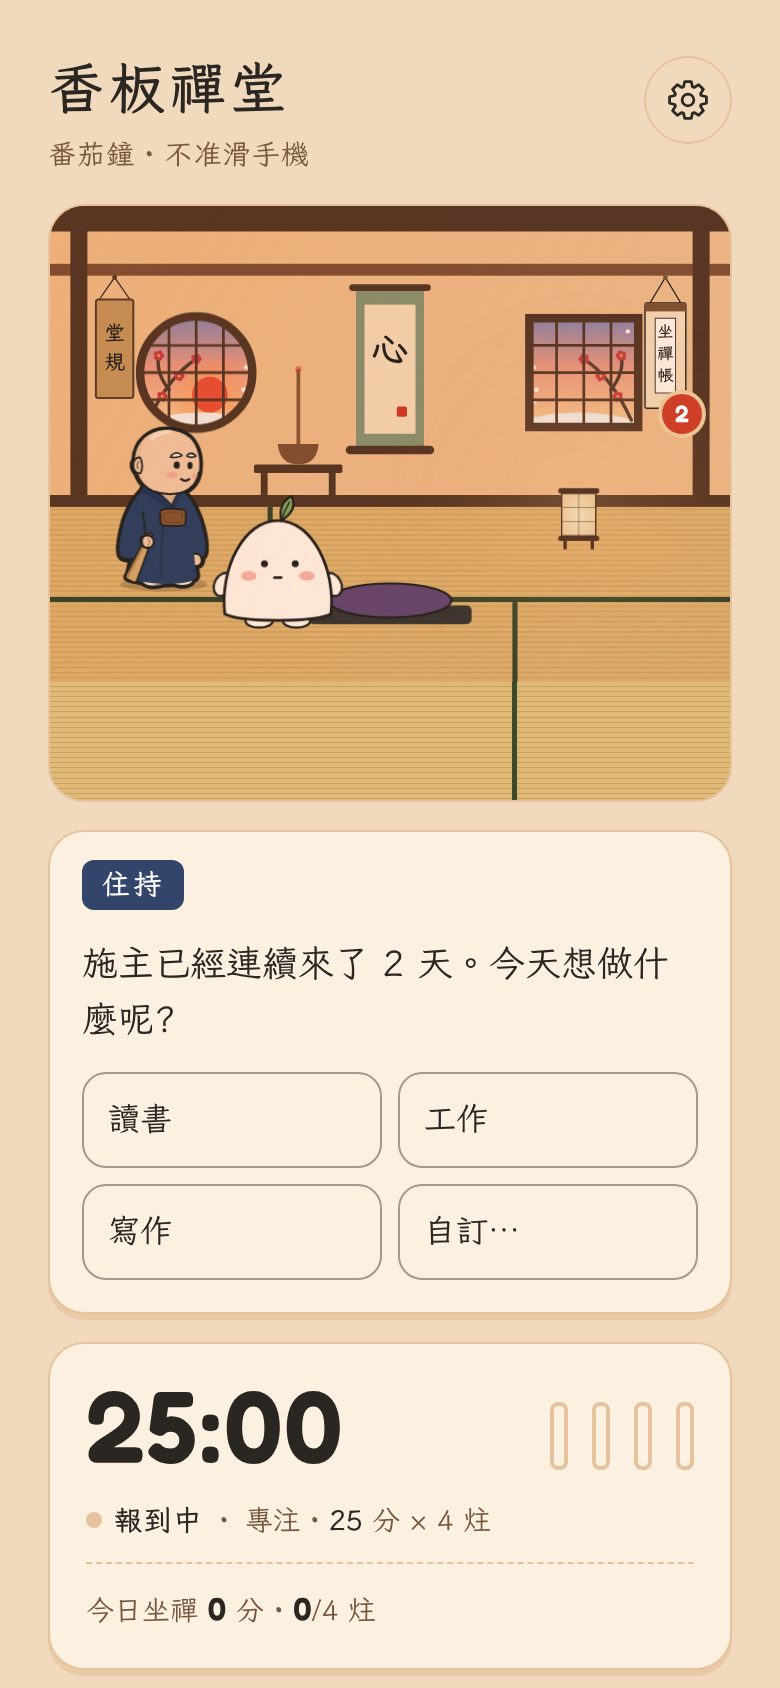 香板禪堂
番茄鐘・不准滑手機
堂規
心
坐禪帳
2
住持
施主已經連續來了 2 天。今天想做什
麼呢？
讀書
工作
寫作
自訂⋯
25:00
報到中 ・ 專注・25 分 × 4 炷
今日坐禪 0 分・0/4 炷